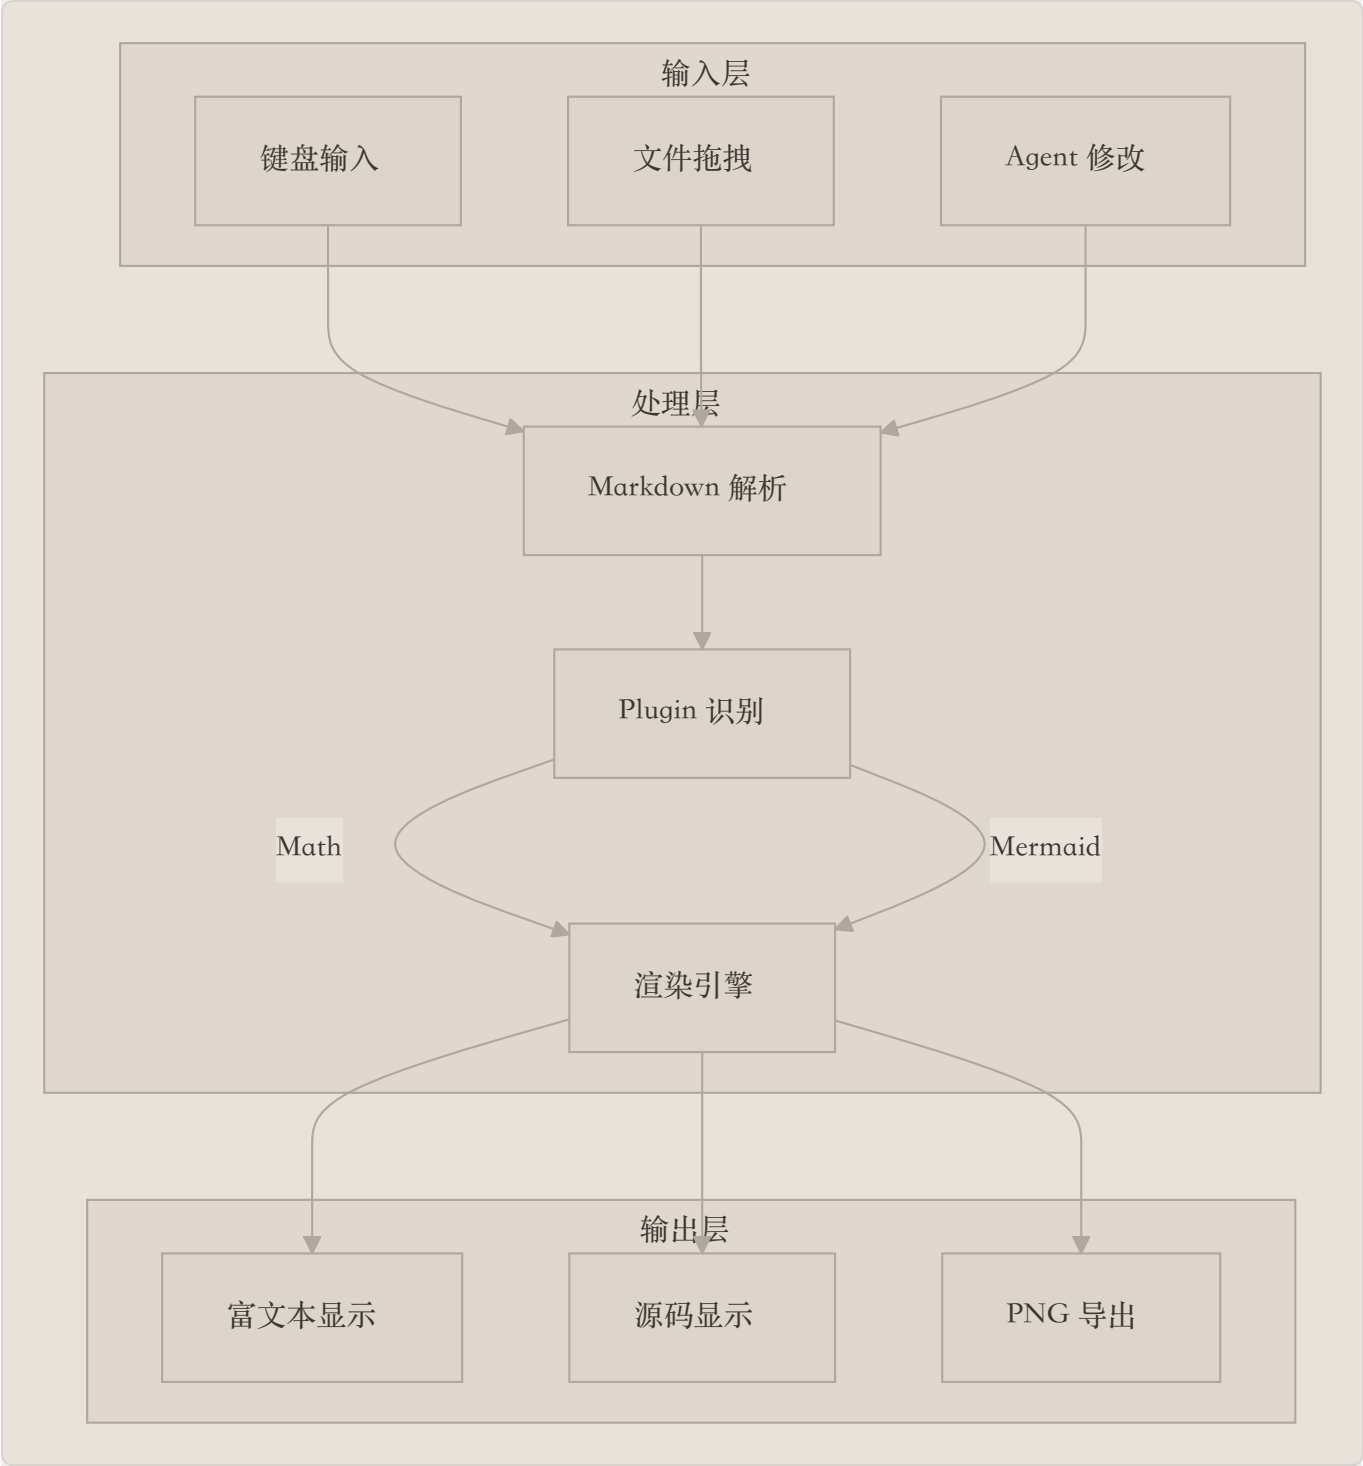 输入层
键盘输入
文件拖拽
Agent 修改
处理层
Markdown 解析
Plugin 识别
Math
Mermaid
渲染引擎
输出层
富文本显示
源码显示
PNG 导出